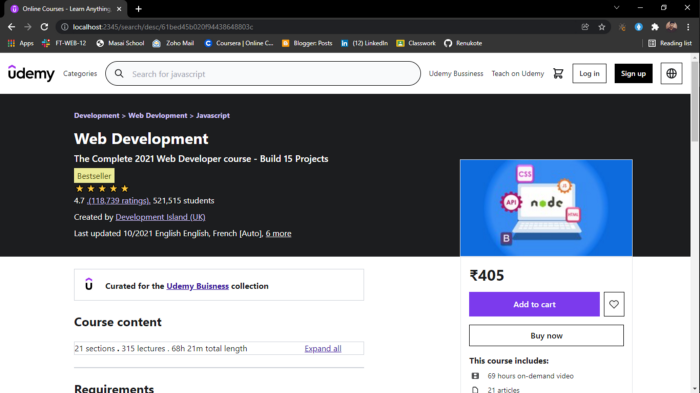 Online Courses - Learn Anything
localhost:2345/search/desc/61bed45b020f94438648803c
Apps FT-WEB-12 Masai School Zoho Mail Coursera | Online C... Blogger: Posts (12) LinkedIn Classwork Renukote Reading list
ûdemy Categories Search for javascript Udemy Bussiness Teach on Udemy Log in Sign up
Development > Web Devlopment > Javascript
Web Development
The Complete 2021 Web Developer course - Build 15 Projects
Bestseller
4.7 (118,739 ratings), 521,515 students
Created by Development Island (UK)
Last updated 10/2021 English English, French [Auto], 6 more
CSS
JS
API node HTML
B
û Curated for the Udemy Buisness collection
₹405
Add to cart
Course content
Buy now
21 sections . 315 lectures . 68h 21m total length Expand all
This course includes:
69 hours on-demand video
Requirements
21 articles